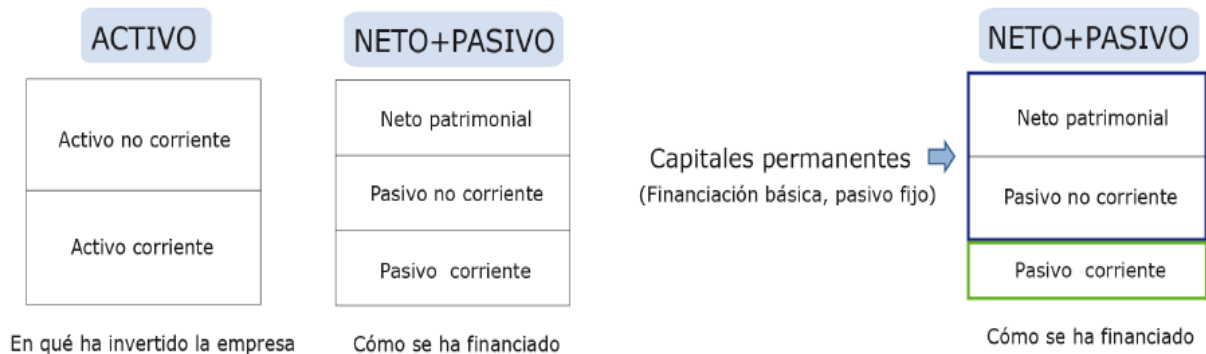 ACTIVO
Activo no corriente
Activo corriente
En qué ha invertido la empresa
NETO+PASIVO
Neto patrimonial
Pasivo no corriente
Pasivo corriente
Cómo se ha financiado
Capitales permanentes
(Financiación básica, pasivo fijo)
NETO+PASIVO
Neto patrimonial
Pasivo no corriente
Pasivo corriente
Cómo se ha financiado